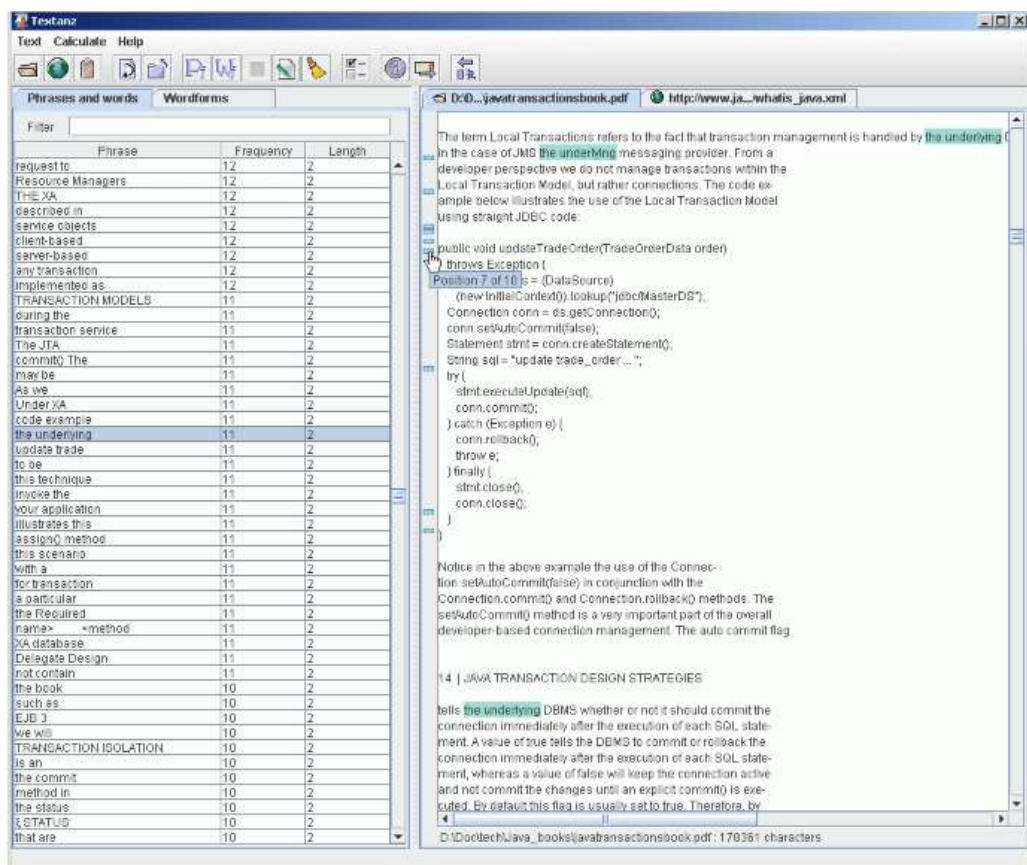 Textanz
Text Calculate Help
Phrases and words Wordforms
Filter
Phrase Frequency Length
request to 12 2
Resource Managers 12 2
THE XA 12 2
described in 12 2
service objects 12 2
client-based 12 2
server-based 12 2
any transaction 12 2
implemented as 12 2
TRANSACTION MODELS 11 2
during the 11 2
transaction service 11 2
The JTA 11 2
commit() The 11 2
may be 11 2
As we 11 2
Under XA 11 2
code example 11 2
the underlying 11 2
update trade 11 2
to be 11 2
this technique 11 2
invoke the 11 2
your application 11 2
illustrates this 11 2
assign() method 11 2
this scenario 11 2
with a 11 2
for transaction 11 2
a particular 11 2
the Required 11 2
name> <method 11 2
XA database 11 2
Delegate Design 11 2
not contain 11 2
the book 10 2
such as 10 2
EJB 3 10 2
we will 10 2
TRANSACTION ISOLATION 10 2
is an 10 2
the commit 10 2
method in 10 2
the status 10 2
STATUS 10 2
that are 10 2
D:\D...\javatransactionsbook.pdf http://www.ja.../whatis_java.xml
The term Local Transactions refers to the fact that transaction management is handled by the underlying
in the case of JMS the underlying messaging provider. From a
developer perspective we do not manage transactions within the
Local Transaction Model, but rather connections. The code ex-
ample below illustrates the use of the Local Transaction Model
using straight JDBC code:
public void updateTradeOrder(TradeOrderData order)
throws Exception {
Position 7 of 10 s = (DataSource)
(new InitialContext()).lookup("jdbc/MasterDS");
Connection conn = ds.getConnection();
conn.setAutoCommit(false);
Statement stmt = conn.createStatement();
String sql = "update trade_order ... ";
try {
stmt.executeUpdate(sql);
conn.commit();
} catch (Exception e) {
conn.rollback();
throw e;
} finally {
stmt.close();
conn.close();
}
}
Notice in the above example the use of the Connec-
tion.setAutoCommit(false) in conjunction with the
Connection.commit() and Connection.rollback() methods. The
setAutoCommit() method is a very important part of the overall
developer-based connection management. The auto commit flag
14 | JAVA TRANSACTION DESIGN STRATEGIES
tells the underlying DBMS whether or not it should commit the
connection immediately after the execution of each SQL state-
ment. A value of true tells the DBMS to commit or rollback the
connection immediately after the execution of each SQL state-
ment, whereas a value of false will keep the connection active
and not commit the changes until an explicit commit() is exe-
cuted. By default this flag is usually set to true. Therefore, by
D:\Doc\tech\Java_books\javatransactionsbook.pdf : 178361 characters